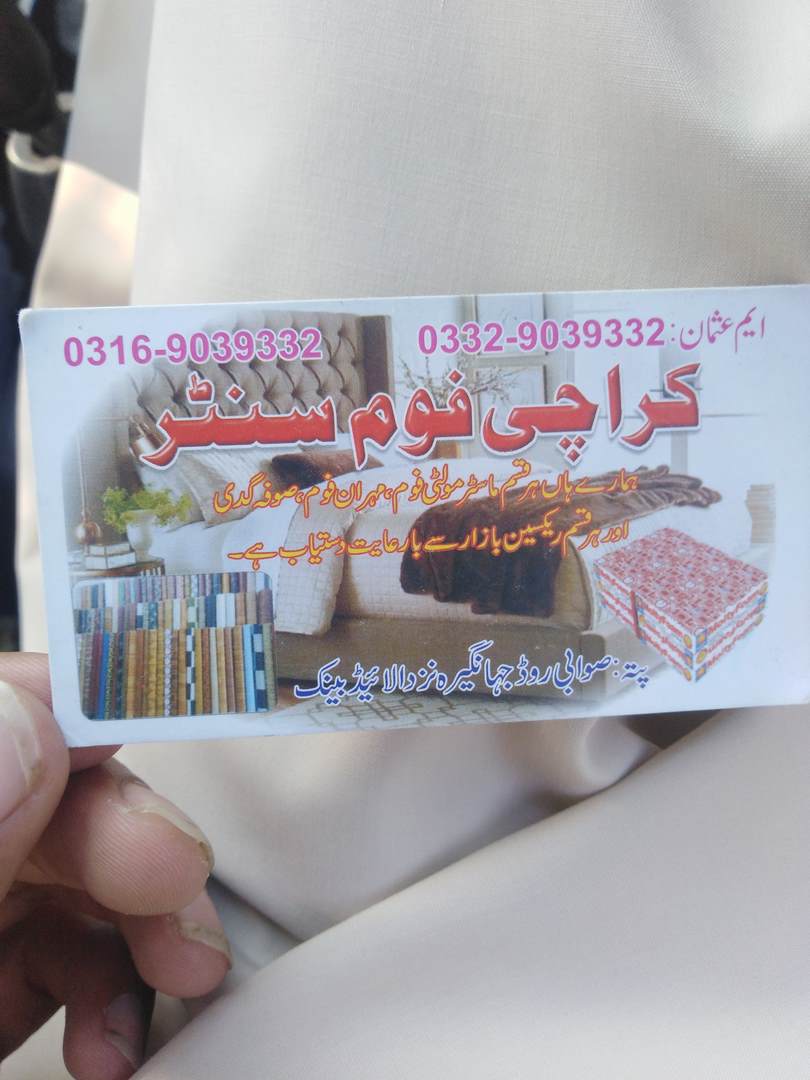 ایم عثمان: 0332-9039332 0316-9039332
کراچی فوم سنٹر
ہمارے ہاں ہر قسم ماسٹر مولٹی فوم، مہران فوم، صوفہ گدی
اور ہر قسم ریکسین بازار سے بارعایت دستیاب ہے۔
پتہ: صوابی روڈ جہانگیرہ نزد الائیڈ بینک